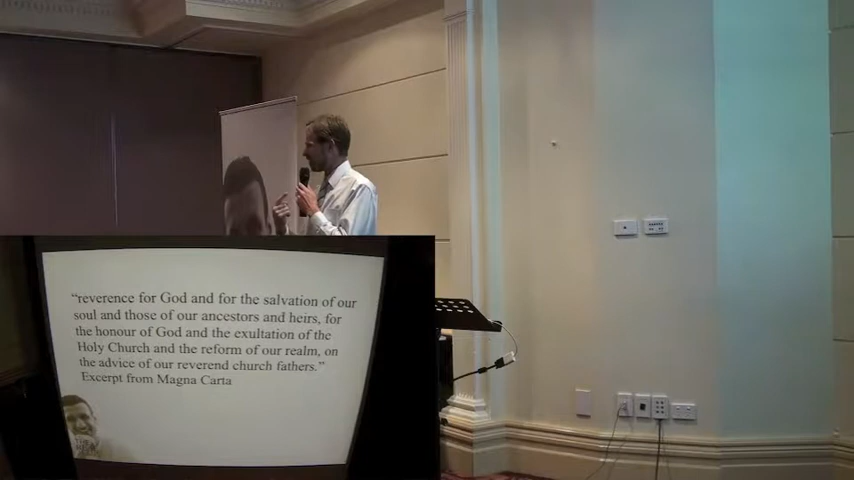 “reverence for God and for the salvation of our
soul and those of our ancestors and heirs, for
the honour of God and the exultation of the
Holy Church and the reform of our realm, on
the advice of our reverend church fathers.”
Excerpt from Magna Carta